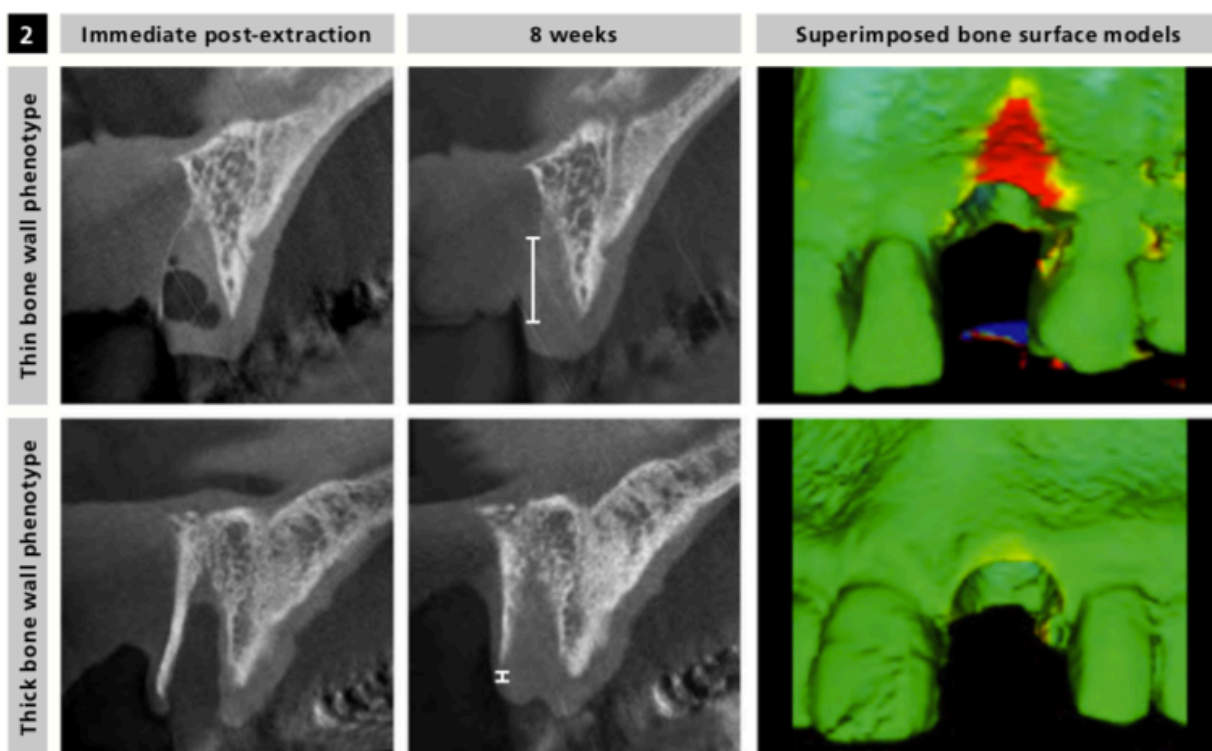 2
Immediate post-extraction
8 weeks
Superimposed bone surface models
Thin bone wall phenotype
Thick bone wall phenotype